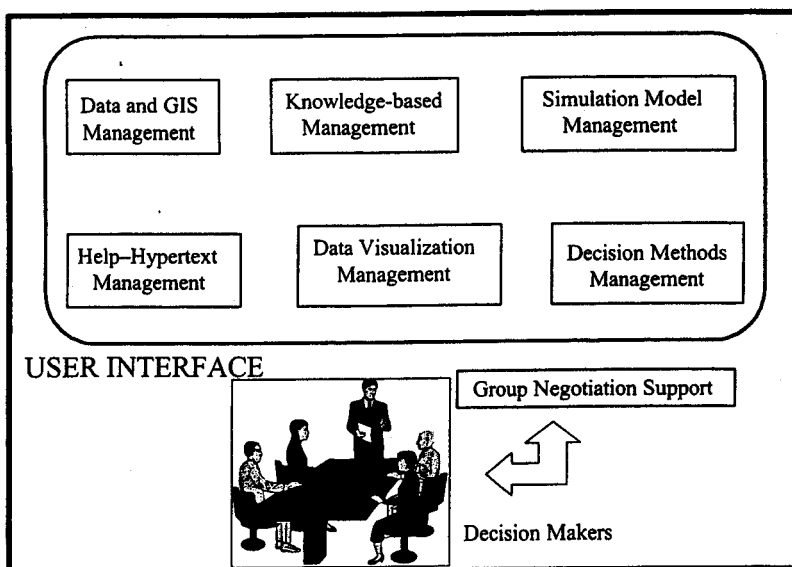 Data and GIS
Management
Knowledge-based
Management
Simulation Model
Management
Help–Hypertext
Management
Data Visualization
Management
Decision Methods
Management
USER INTERFACE
Group Negotiation Support
Decision Makers